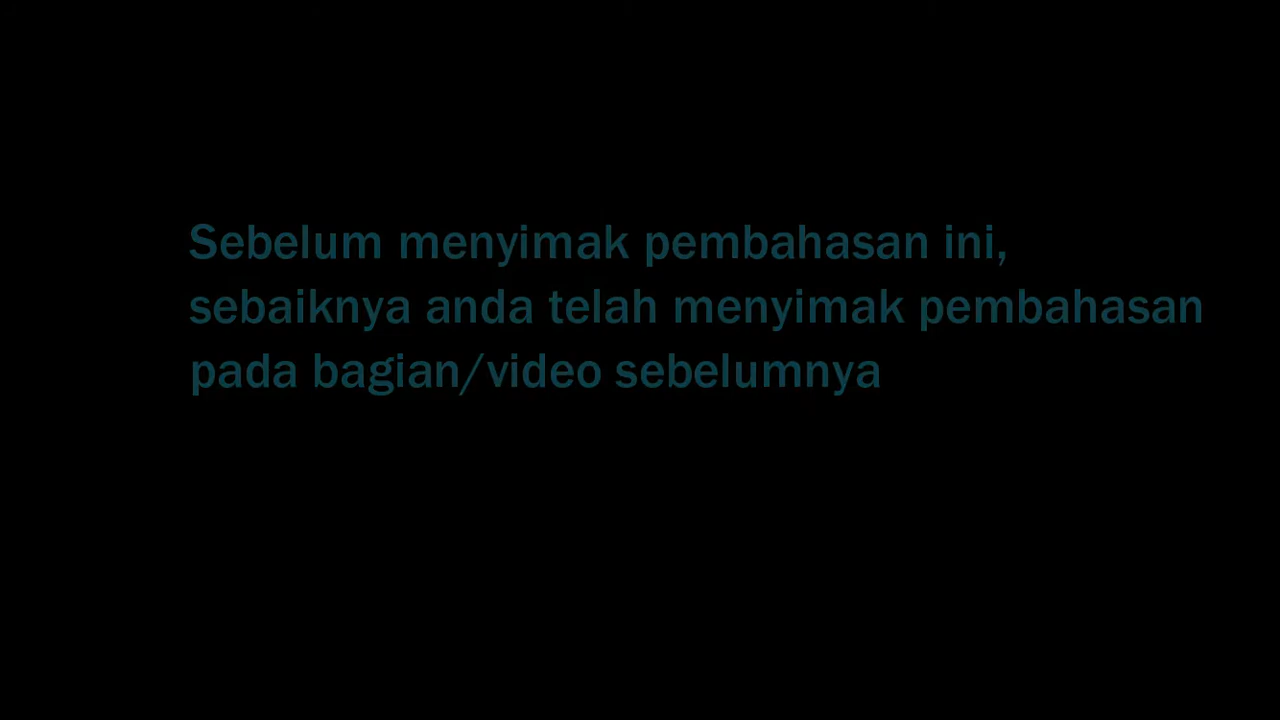 Sebelum menyimak pembahasan ini,
sebaiknya anda telah menyimak pembahasan
pada bagian/video sebelumnya